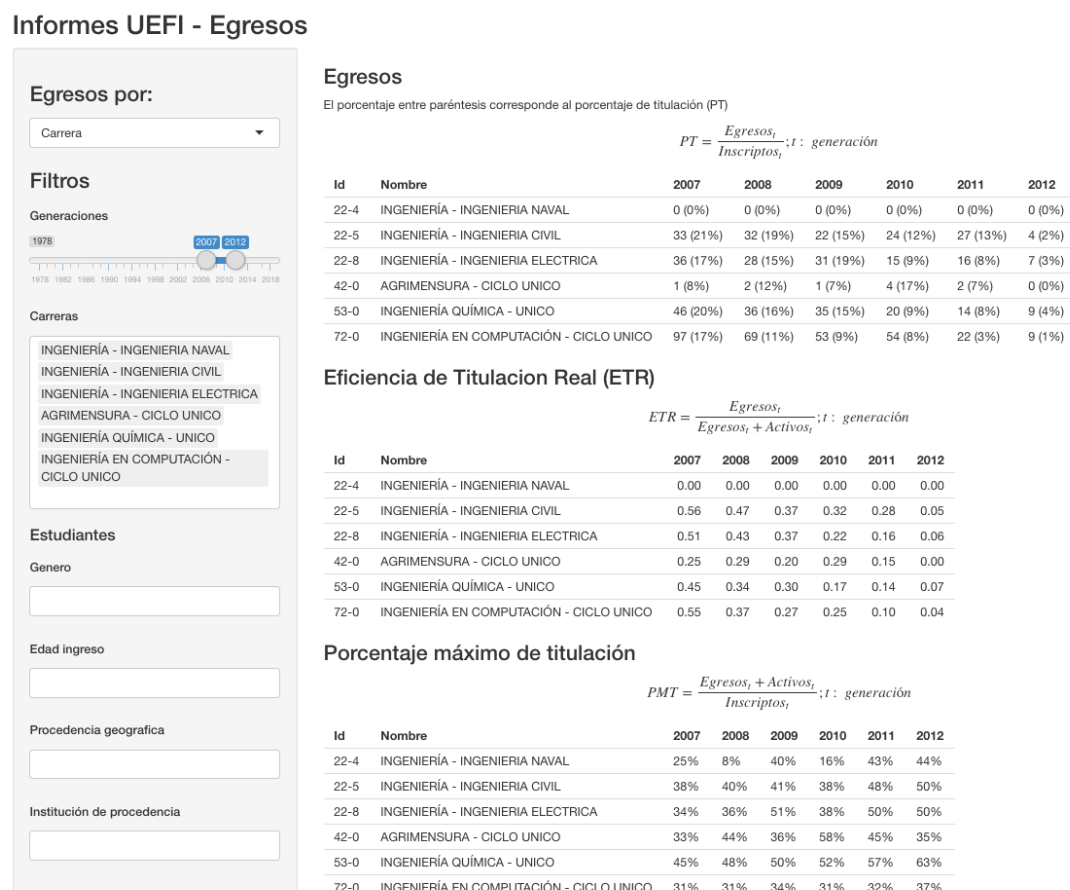 Informes UEFI - Egresos
Egresos por:
Carrera
Filtros
Generaciones
1978
2007 2012
1978 1982 1986 1990 1994 1998 2002 2006 2010 2014 2018
Carreras
INGENIERÍA - INGENIERIA NAVAL
INGENIERÍA - INGENIERIA CIVIL
INGENIERÍA - INGENIERIA ELECTRICA
AGRIMENSURA - CICLO UNICO
INGENIERÍA QUÍMICA - UNICO
INGENIERÍA EN COMPUTACIÓN -
CICLO UNICO
Estudiantes
Genero
Edad ingreso
Procedencia geografica
Institución de procedencia
Egresos
El porcentaje entre paréntesis corresponde al porcentaje de titulación (PT)
PT = Egresos_t / Inscriptos_t ; t : generación
Id Nombre 2007 2008 2009 2010 2011 2012
22-4 INGENIERÍA - INGENIERIA NAVAL 0 (0%) 0 (0%) 0 (0%) 0 (0%) 0 (0%) 0 (0%)
22-5 INGENIERÍA - INGENIERIA CIVIL 33 (21%) 32 (19%) 22 (15%) 24 (12%) 27 (13%) 4 (2%)
22-8 INGENIERÍA - INGENIERIA ELECTRICA 36 (17%) 28 (15%) 31 (19%) 15 (9%) 16 (8%) 7 (3%)
42-0 AGRIMENSURA - CICLO UNICO 1 (8%) 2 (12%) 1 (7%) 4 (17%) 2 (7%) 0 (0%)
53-0 INGENIERÍA QUÍMICA - UNICO 46 (20%) 36 (16%) 35 (15%) 20 (9%) 14 (8%) 9 (4%)
72-0 INGENIERÍA EN COMPUTACIÓN - CICLO UNICO 97 (17%) 69 (11%) 53 (9%) 54 (8%) 22 (3%) 9 (1%)
Eficiencia de Titulacion Real (ETR)
ETR = Egresos_t / Egresos_t + Activos_t ; t : generación
Id Nombre 2007 2008 2009 2010 2011 2012
22-4 INGENIERÍA - INGENIERIA NAVAL 0.00 0.00 0.00 0.00 0.00 0.00
22-5 INGENIERÍA - INGENIERIA CIVIL 0.56 0.47 0.37 0.32 0.28 0.05
22-8 INGENIERÍA - INGENIERIA ELECTRICA 0.51 0.43 0.37 0.22 0.16 0.06
42-0 AGRIMENSURA - CICLO UNICO 0.25 0.29 0.20 0.29 0.15 0.00
53-0 INGENIERÍA QUÍMICA - UNICO 0.45 0.34 0.30 0.17 0.14 0.07
72-0 INGENIERÍA EN COMPUTACIÓN - CICLO UNICO 0.55 0.37 0.27 0.25 0.10 0.04
Porcentaje máximo de titulación
PMT = Egresos_t + Activos_t / Inscriptos_t ; t : generación
Id Nombre 2007 2008 2009 2010 2011 2012
22-4 INGENIERÍA - INGENIERIA NAVAL 25% 8% 40% 16% 43% 44%
22-5 INGENIERÍA - INGENIERIA CIVIL 38% 40% 41% 38% 48% 50%
22-8 INGENIERÍA - INGENIERIA ELECTRICA 34% 36% 51% 38% 50% 50%
42-0 AGRIMENSURA - CICLO UNICO 33% 44% 36% 58% 45% 35%
53-0 INGENIERÍA QUÍMICA - UNICO 45% 48% 50% 52% 57% 63%
72-0 INGENIERÍA EN COMPUTACIÓN - CICLO UNICO 31% 31% 34% 31% 32% 37%